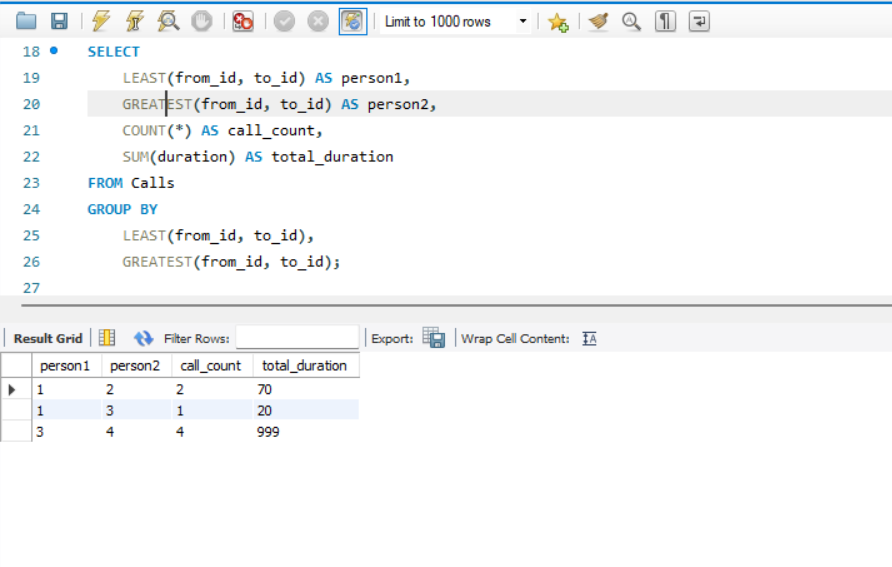 Limit to 1000 rows
18 SELECT
19 LEAST(from_id, to_id) AS person1,
20 GREATEST(from_id, to_id) AS person2,
21 COUNT(*) AS call_count,
22 SUM(duration) AS total_duration
23 FROM Calls
24 GROUP BY
25 LEAST(from_id, to_id),
26 GREATEST(from_id, to_id);
27
Result Grid Filter Rows: Export: Wrap Cell Content:
person1 person2 call_count total_duration
1 2 2 70
1 3 1 20
3 4 4 999